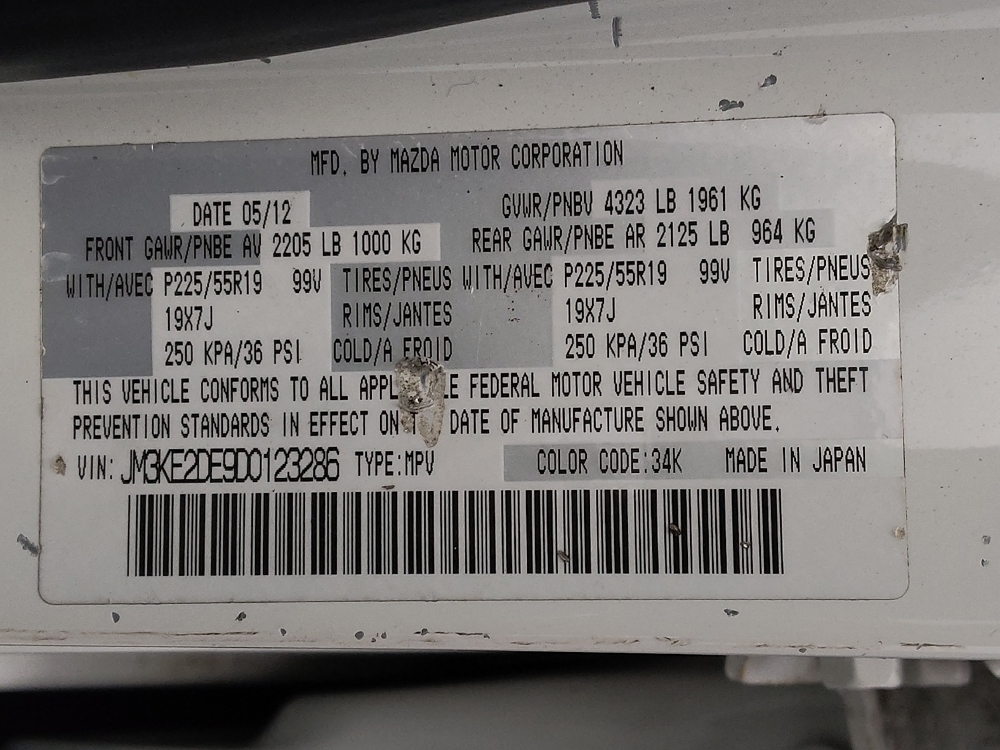 MFD. BY MAZDA MOTOR CORPORATION
DATE 05/12 GVWR/PNBV 4323 LB 1961 KG
FRONT GAWR/PNBE AV 2205 LB 1000 KG REAR GAWR/PNBE AR 2125 LB 964 KG
WITH/AVEC P225/55R19 99V TIRES/PNEUS WITH/AVEC P225/55R19 99V TIRES/PNEUS
19X7J RIMS/JANTES 19X7J RIMS/JANTES
250 KPA/36 PSI COLD/A FROID 250 KPA/36 PSI COLD/A FROID
THIS VEHICLE CONFORMS TO ALL FEDERAL MOTOR VEHICLE SAFETY AND THEFT
PREVENTION STANDARDS IN EFFECT ON DATE OF MANUFACTURE SHOWN ABOVE.
VIN: JM3KE2DE9D0123286 TYPE:MPV COLOR CODE:34K MADE IN JAPAN